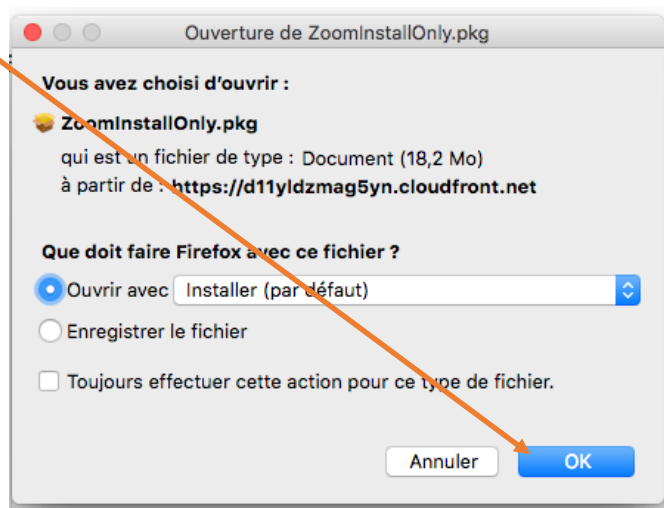 Ouverture de ZoomInstallOnly.pkg
Vous avez choisi d'ouvrir :
ZoomInstallOnly.pkg
qui est un fichier de type : Document (18,2 Mo)
à partir de : https://d11yldzmag5yn.cloudfront.net
Que doit faire Firefox avec ce fichier ?
Ouvrir avec Installer (par défaut)
Enregistrer le fichier
Toujours effectuer cette action pour ce type de fichier.
Annuler OK